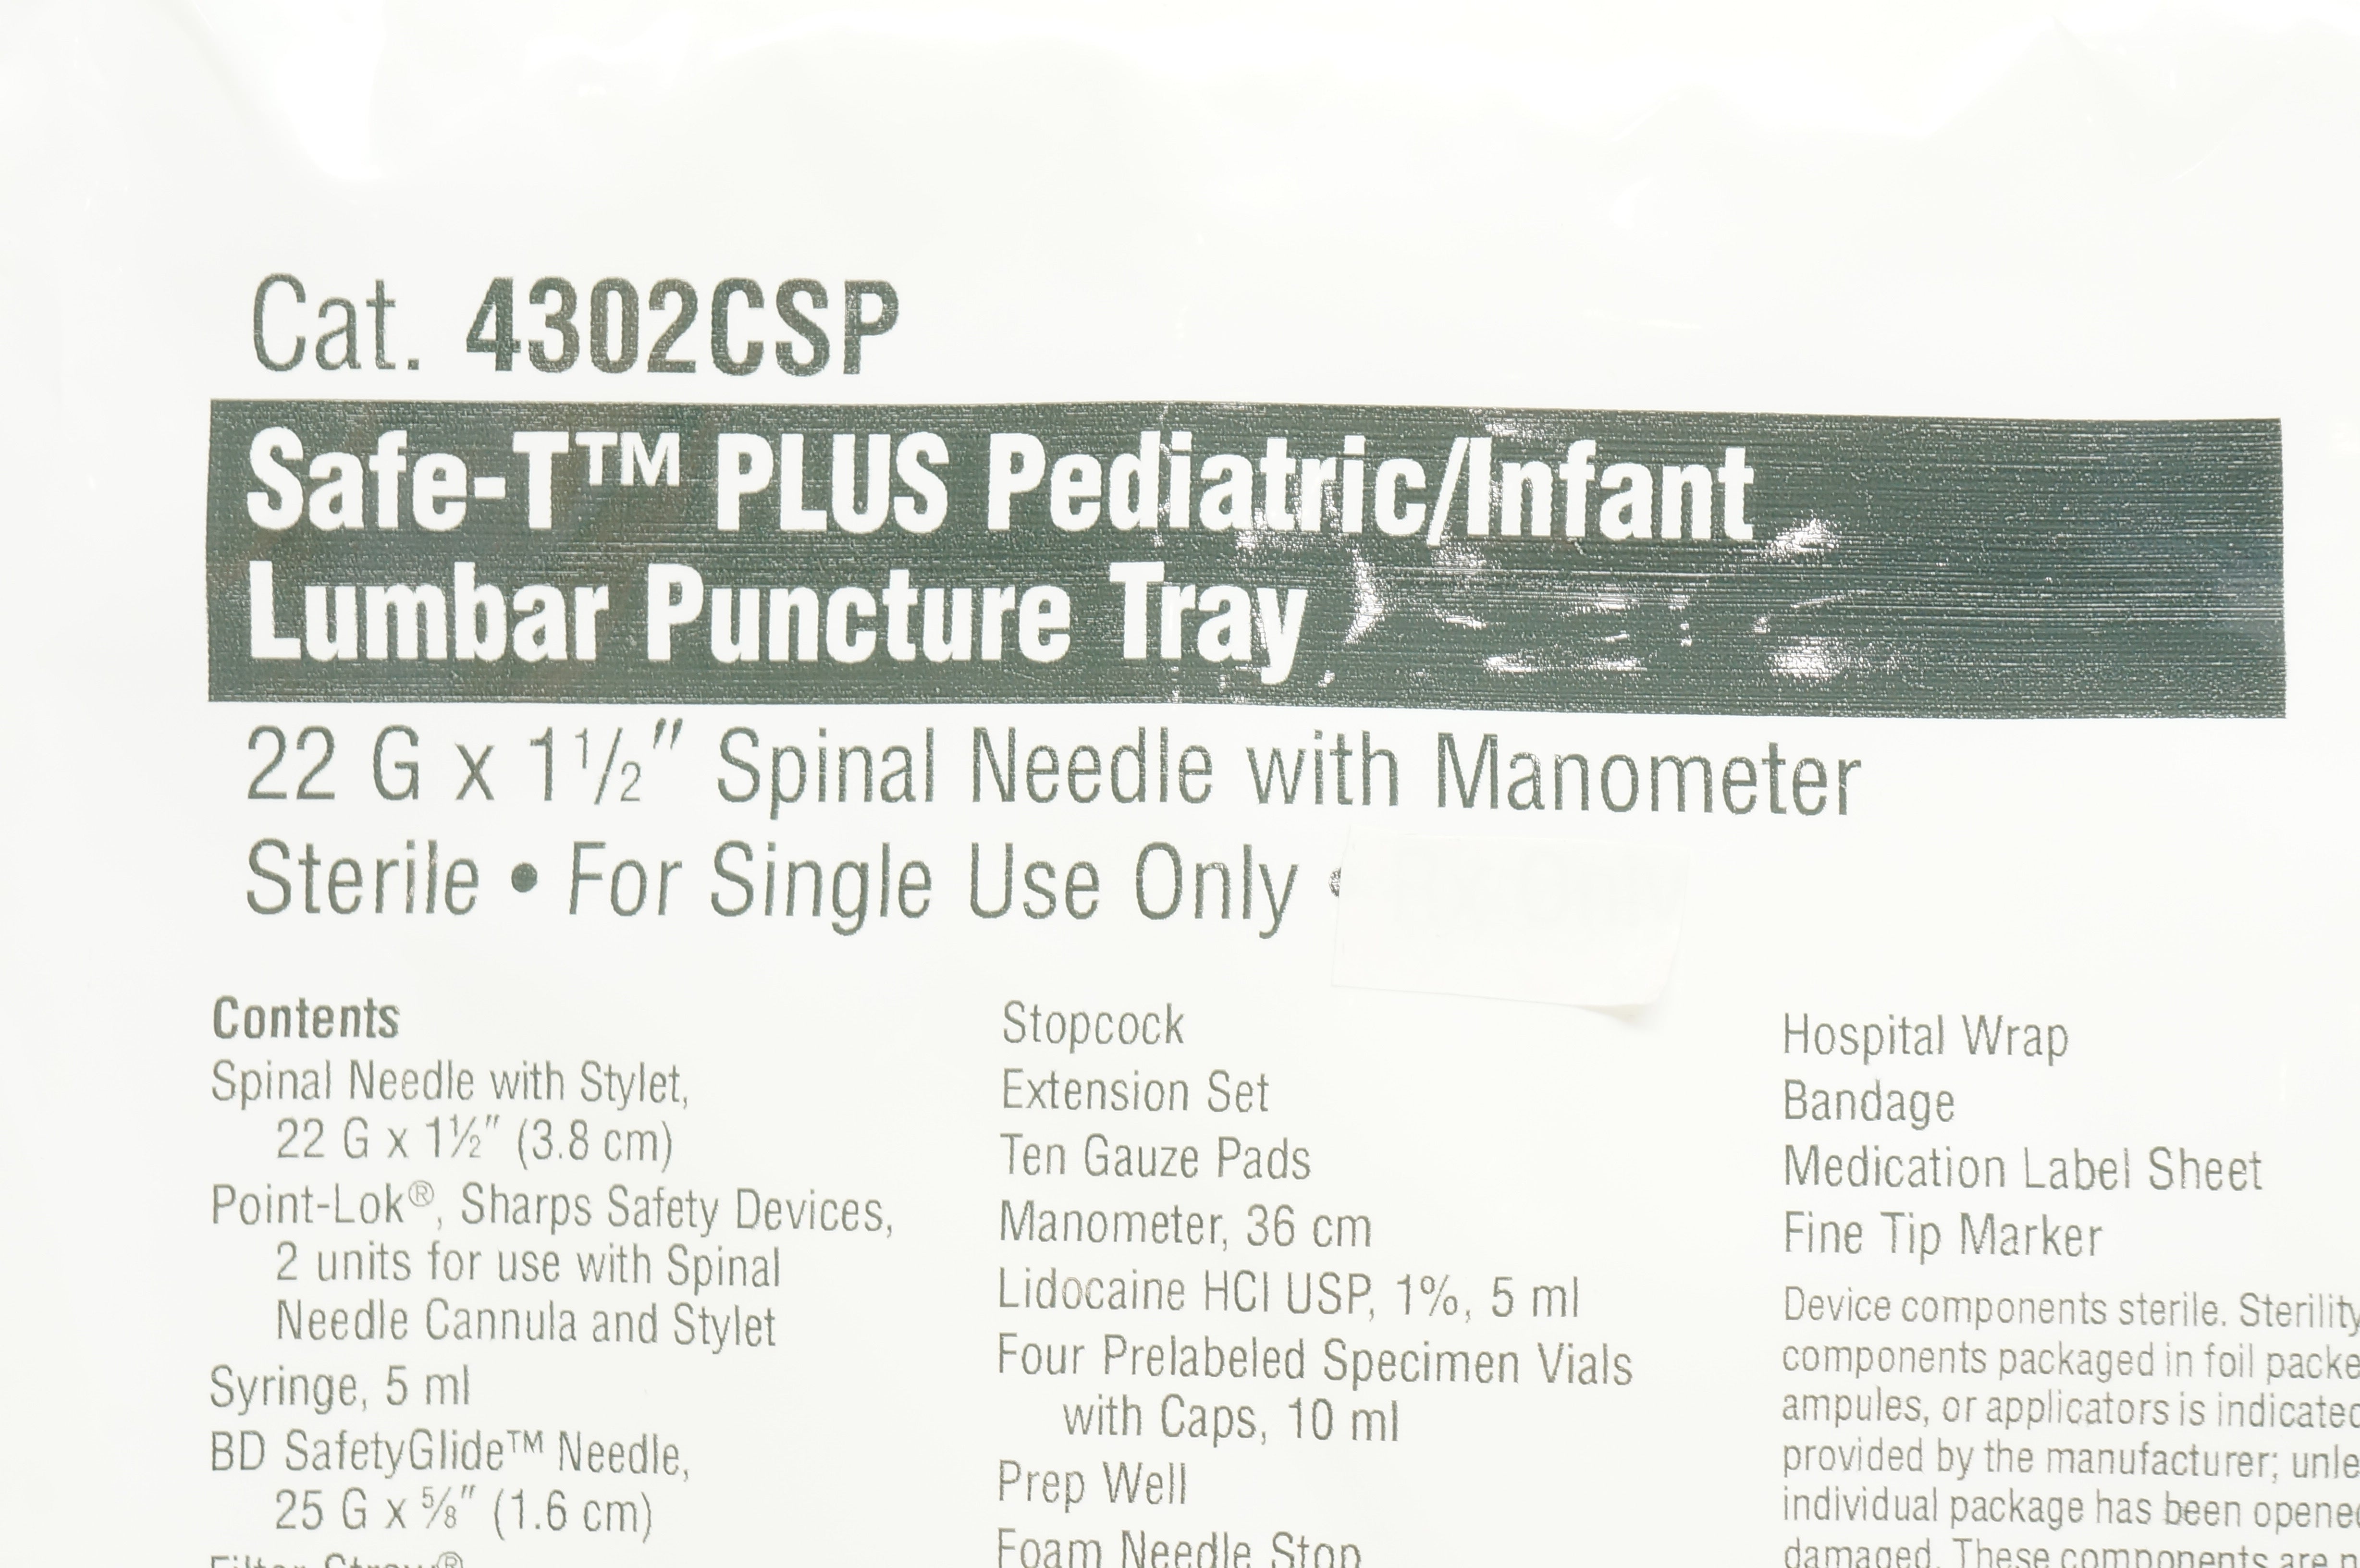 Cat. 4302CSP
Safe-T™ PLUS Pediatric/Infant
Lumbar Puncture Tray
22 G x 1½″ Spinal Needle with Manometer
Sterile • For Single Use Only •
Contents
Spinal Needle with Stylet,
22 G x 1½″ (3.8 cm)
Point-Lok®, Sharps Safety Devices,
2 units for use with Spinal
Needle Cannula and Stylet
Syringe, 5 ml
BD SafetyGlide™ Needle,
25 G x ⅝″ (1.6 cm)
Filter Straw®
Stopcock
Extension Set
Ten Gauze Pads
Manometer, 36 cm
Lidocaine HCl USP, 1%, 5 ml
Four Prelabeled Specimen Vials
with Caps, 10 ml
Prep Well
Foam Needle Stop
Hospital Wrap
Bandage
Medication Label Sheet
Fine Tip Marker
Device components sterile. Sterility
components packaged in foil
ampules, or applicators is
provided by the manufacturer;
individual package has been
damaged. These components are